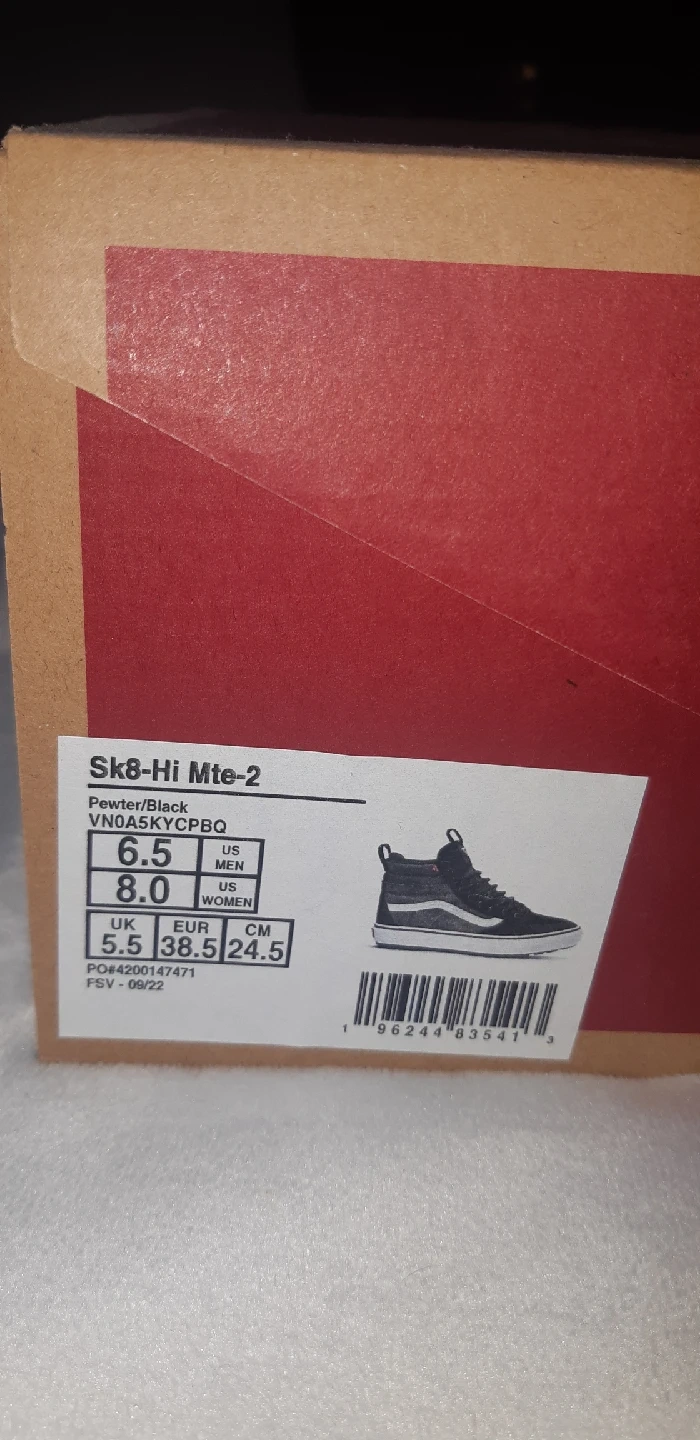 Sk8-Hi Mte-2
Pewter/Black
VN0A5KYCPBQ
6.5 US MEN
8.0 US WOMEN
UK EUR CM
5.5 38.5 24.5
PO#4200147471
FSV - 09/22
1 96244 83541 3